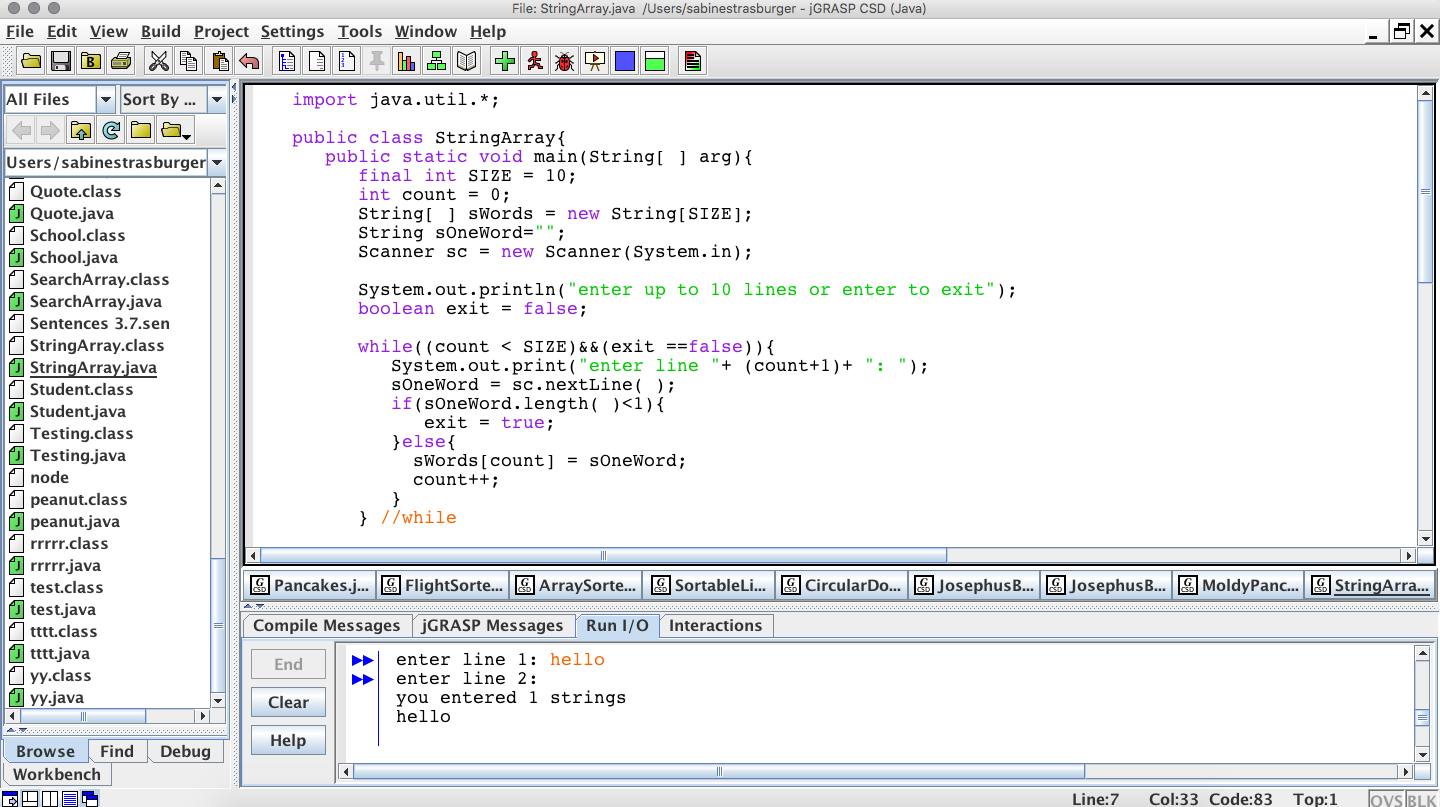 File: StringArray.java  /Users/sabinestrasburger - jGRASP CSD (Java)
File Edit View Build Project Settings Tools Window Help
B
All Files
Sort By ...
Users/sabinestrasburger
Quote.class
Quote.java
School.class
School.java
SearchArray.class
SearchArray.java
Sentences 3.7.sen
StringArray.class
StringArray.java
Student.class
Student.java
Testing.class
Testing.java
node
peanut.class
peanut.java
rrrrr.class
rrrrr.java
test.class
test.java
tttt.class
tttt.java
yy.class
yy.java
Browse Find Debug
Workbench
import java.util.*;
public class StringArray{
public static void main(String[ ] arg){
final int SIZE = 10;
int count = 0;
String[ ] sWords = new String[SIZE];
String sOneWord="";
Scanner sc = new Scanner(System.in);
System.out.println("enter up to 10 lines or enter to exit");
boolean exit = false;
while((count < SIZE)&&(exit ==false)){
System.out.print("enter line "+ (count+1)+ ": ");
sOneWord = sc.nextLine( );
if(sOneWord.length( )<1){
exit = true;
}else{
sWords[count] = sOneWord;
count++;
}
} //while
G CSD Pancakes.j... G CSD FlightSorte... G CSD ArraySorte... G CSD SortableLi... G CSD CircularDo... G CSD JosephusB... G CSD JosephusB... G CSD MoldyPanc... G CSD StringArra...
Compile Messages jGRASP Messages Run I/O Interactions
End
Clear
Help
enter line 1: hello
enter line 2:
you entered 1 strings
hello
Line:7 Col:33 Code:83 Top:1 OVS BLK